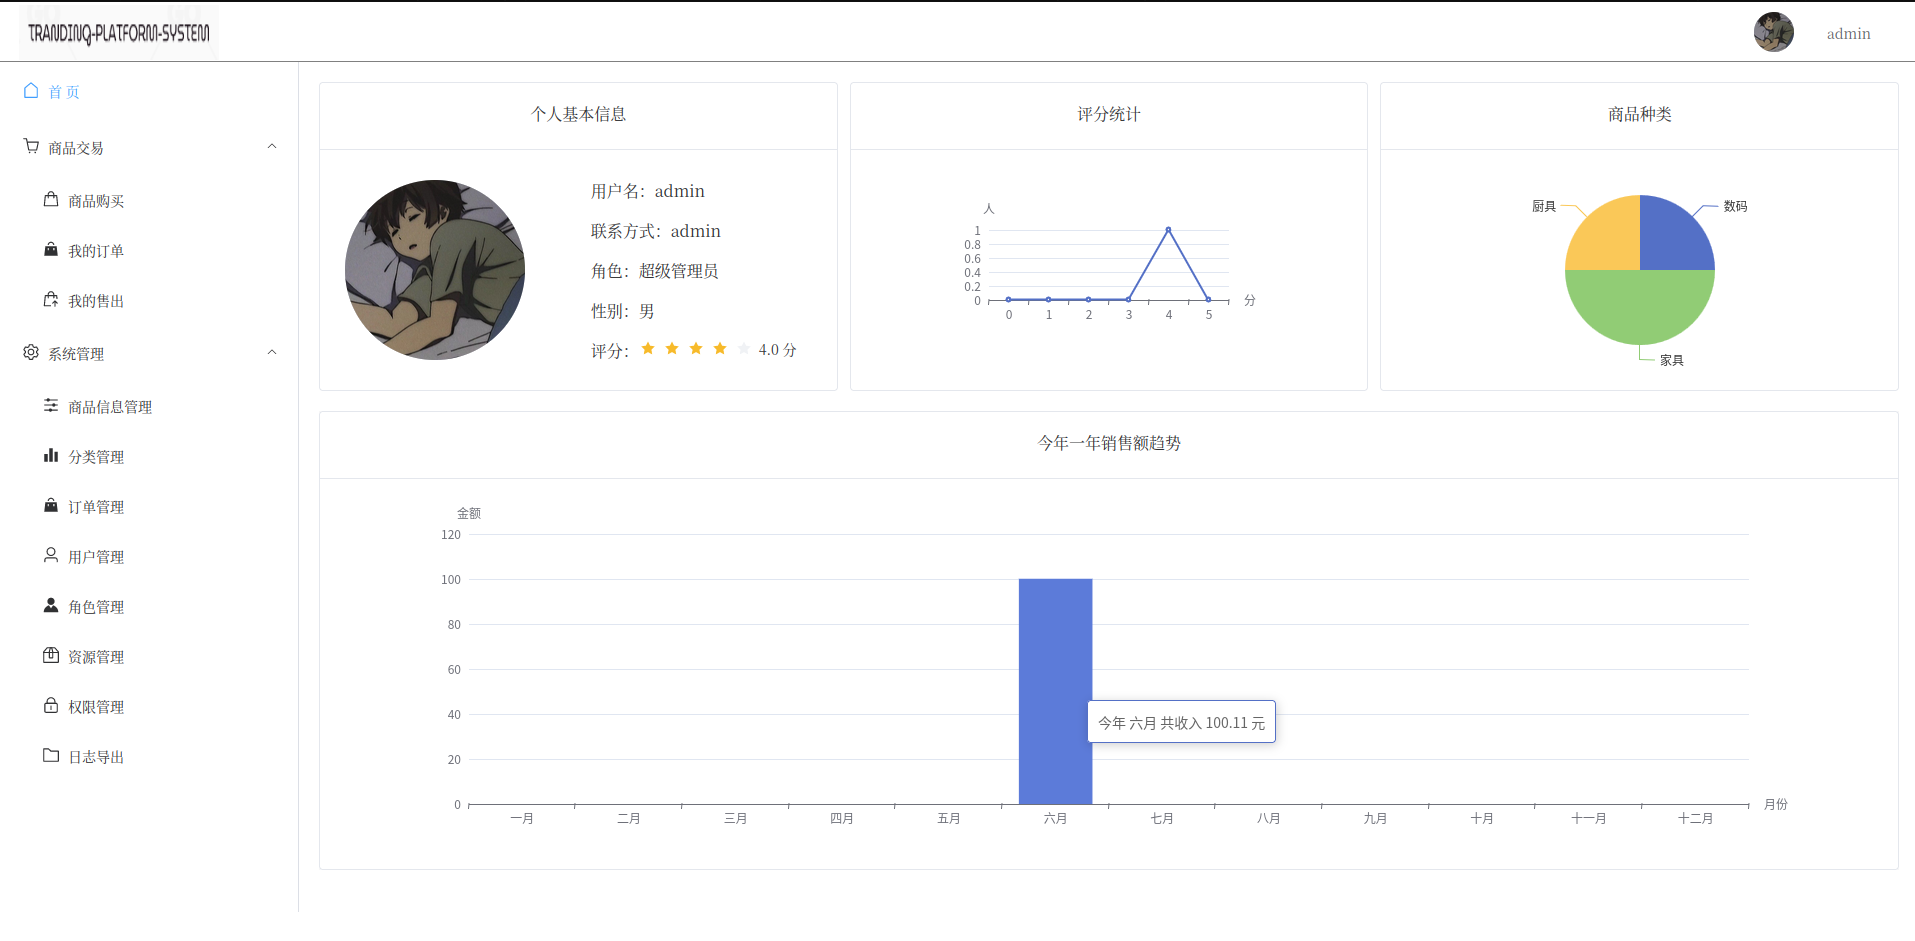 TRANDINQ-PLATFORM-SYSTEM
admin
首 页
商品交易
商品购买
我的订单
我的售出
系统管理
商品信息管理
分类管理
订单管理
用户管理
角色管理
资源管理
权限管理
日志导出
个人基本信息
用户名：admin
联系方式：admin
角色：超级管理员
性别：男
评分： 4.0 分
评分统计
人
1
0.8
0.6
0.4
0.2
0
分
0 1 2 3 4 5
商品种类
厨具
数码
家具
今年一年销售额趋势
金额
120
100
80
60
40
今年 六月 共收入 100.11 元
20
0
月份
一月 二月 三月 四月 五月 六月 七月 八月 九月 十月 十一月 十二月